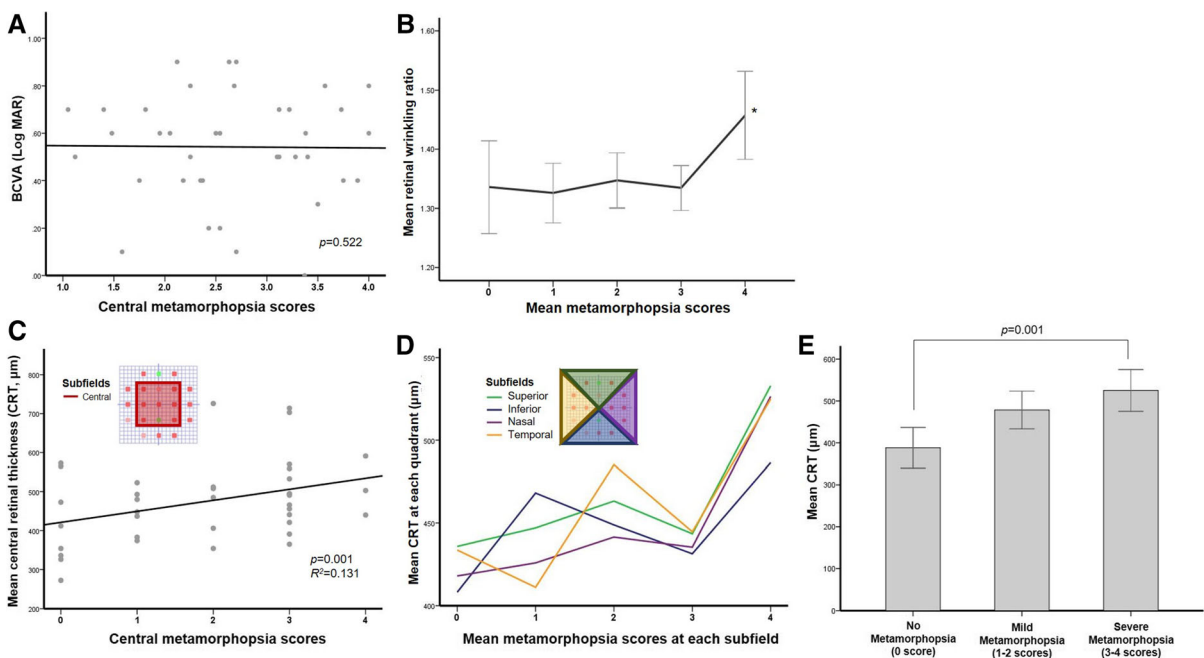 A
BCVA (Log MAR)
1.00
.80
.60
.40
.20
.00
1.0 1.5 2.0 2.5 3.0 3.5 4.0
p=0.522
Central metamorphopsia scores
B
Mean retinal wrinkling ratio
1.60
1.50
1.40
1.30
1.20
*
0 1 2 3 4
Mean metamorphopsia scores
C
Mean central retinal thickness (CRT, μm)
800
700
600
500
400
300
200
Subfields
Central
p=0.001
R²=0.131
0 1 2 3 4
Central metamorphopsia scores
D
Mean CRT at each quadrant (μm)
550
500
450
400
Subfields
Superior
Inferior
Nasal
Temporal
0 1 2 3 4
Mean metamorphopsia scores at each subfield
E
p=0.001
Mean CRT (μm)
600
500
400
300
200
100
0
No
Metamorphopsia
(0 score)
Mild
Metamorphopsia
(1-2 scores)
Severe
Metamorphopsia
(3-4 scores)